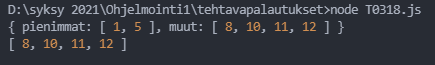 D:\syksy 2021\Ohjelmointi1\tehtavapalautukset>node T0318.js
{ pienimmat: [ 1, 5 ], muut: [ 8, 10, 11, 12 ] }
[ 8, 10, 11, 12 ]